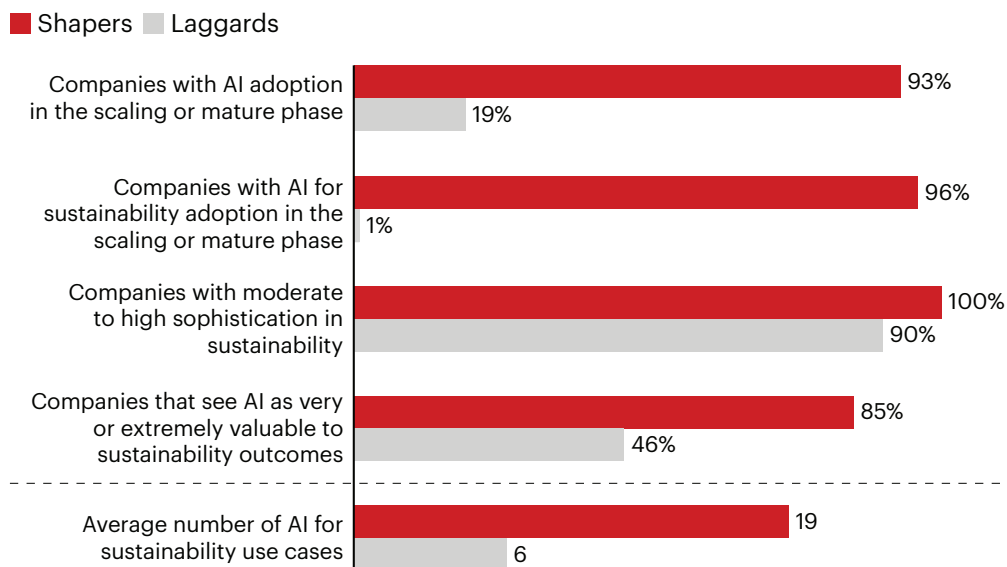 Shapers Laggards
Companies with AI adoption
in the scaling or mature phase
93%
19%
Companies with AI for
sustainability adoption in the
scaling or mature phase
96%
1%
Companies with moderate
to high sophistication in
sustainability
100%
90%
Companies that see AI as very
or extremely valuable to
sustainability outcomes
85%
46%
Average number of AI for
sustainability use cases
19
6